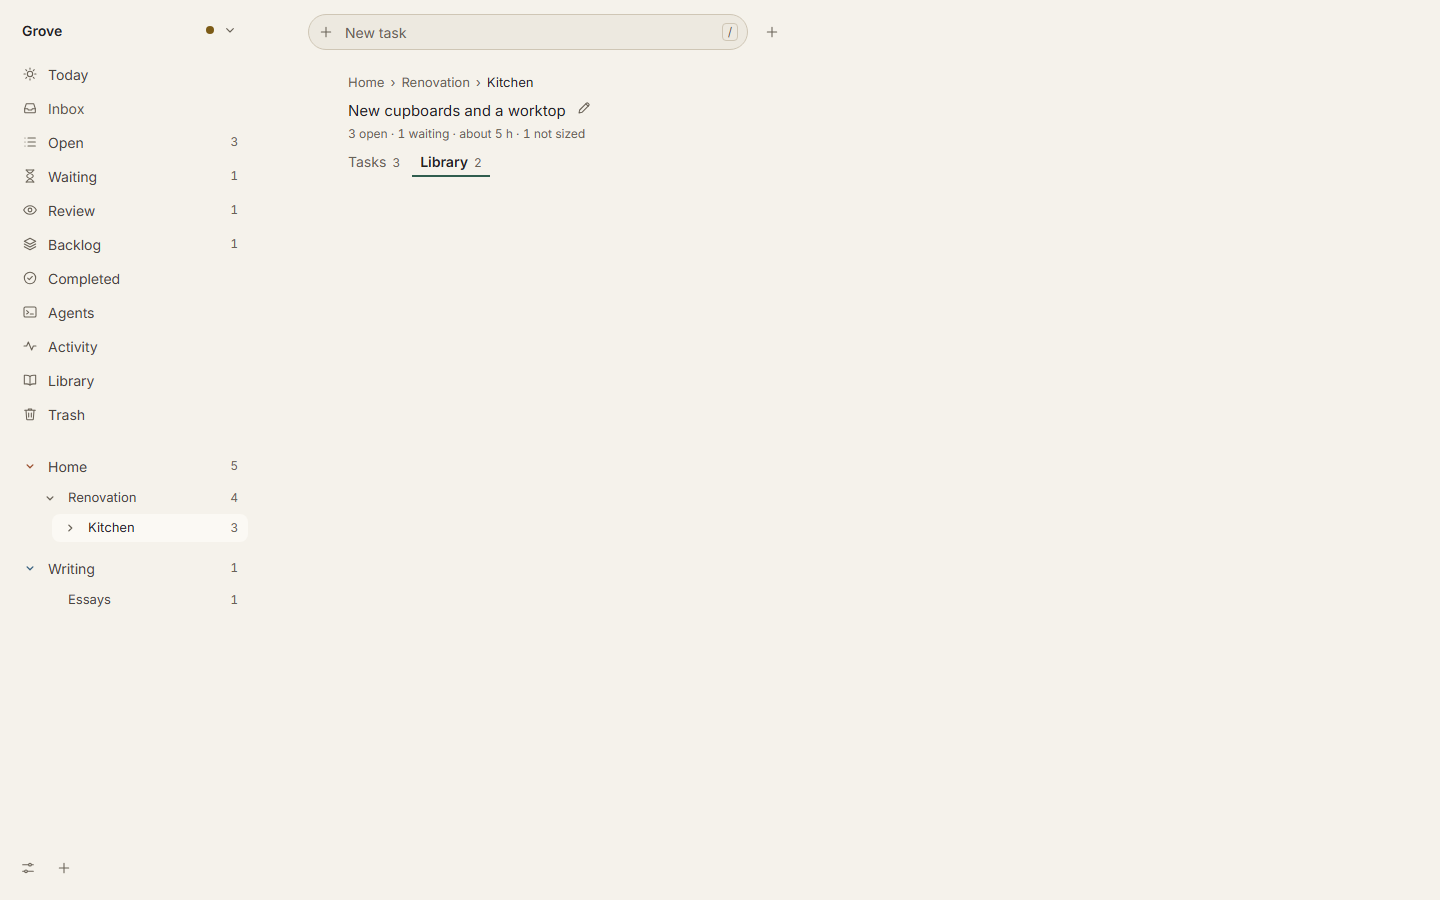 Grove
New task /
Today
Inbox
Open 3
Waiting 1
Review 1
Backlog 1
Completed
Agents
Activity
Library
Trash
Home 5
Renovation 4
Kitchen 3
Writing 1
Essays 1
Home › Renovation › Kitchen
New cupboards and a worktop
3 open · 1 waiting · about 5 h · 1 not sized
Tasks 3 Library 2